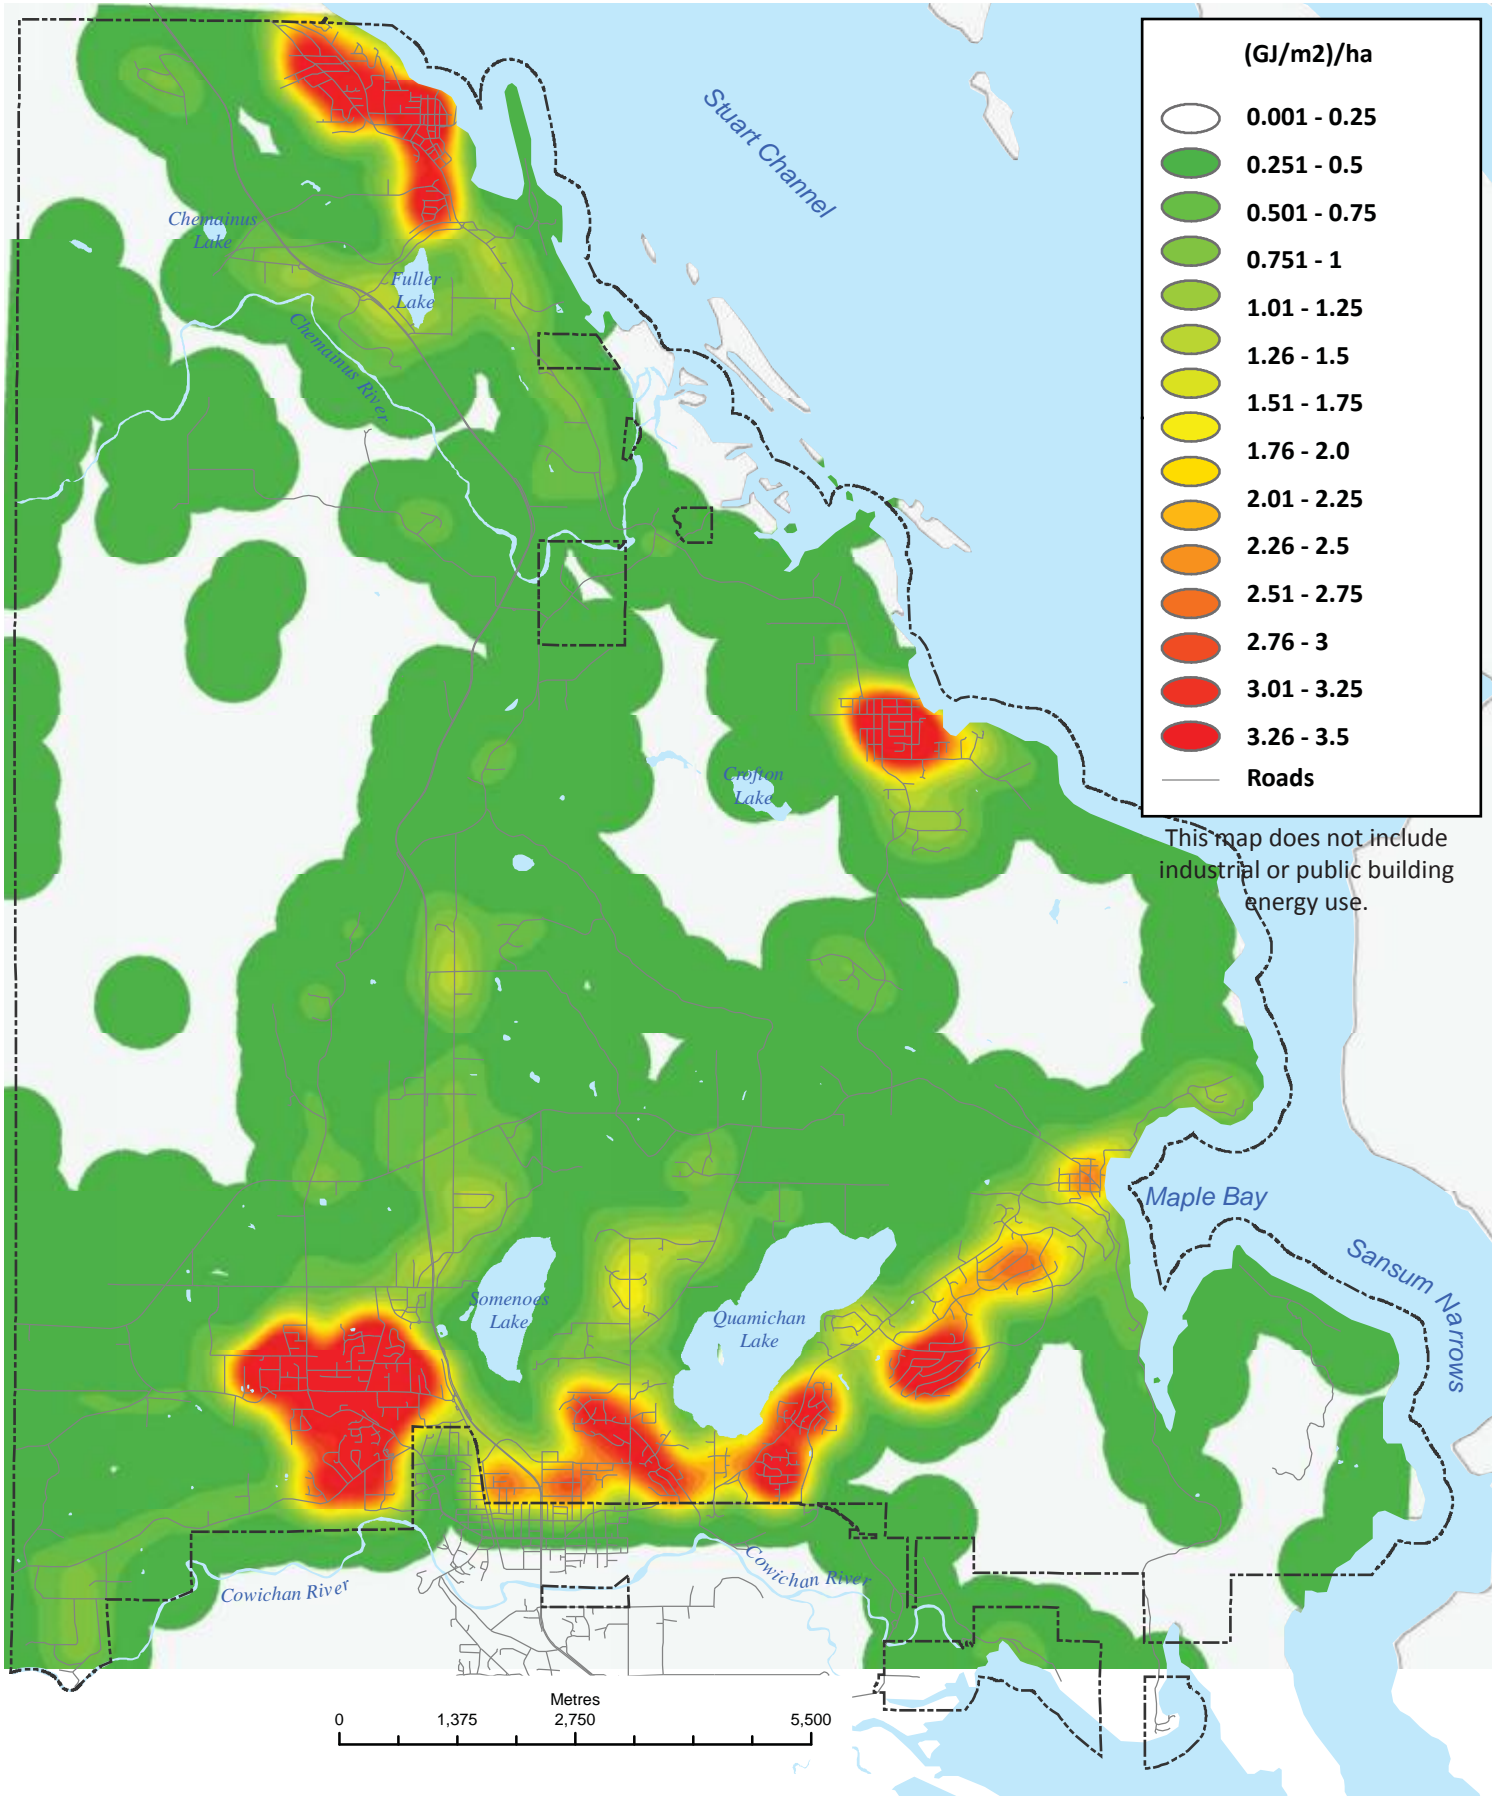 (GJ/m2)/ha
0.001 - 0.25
0.251 - 0.5
0.501 - 0.75
0.751 - 1
1.01 - 1.25
1.26 - 1.5
1.51 - 1.75
1.76 - 2.0
2.01 - 2.25
2.26 - 2.5
2.51 - 2.75
2.76 - 3
3.01 - 3.25
3.26 - 3.5
Roads
This map does not include
industrial or public building
energy use.
Stuart Channel
Chemainus
Lake
Fuller
Lake
Chemainus River
Crofton
Lake
Maple Bay
Sansum Narrows
Somenoes
Lake
Quamichan
Lake
Cowichan River
Cowichan River
Metres
0 1,375 2,750 5,500